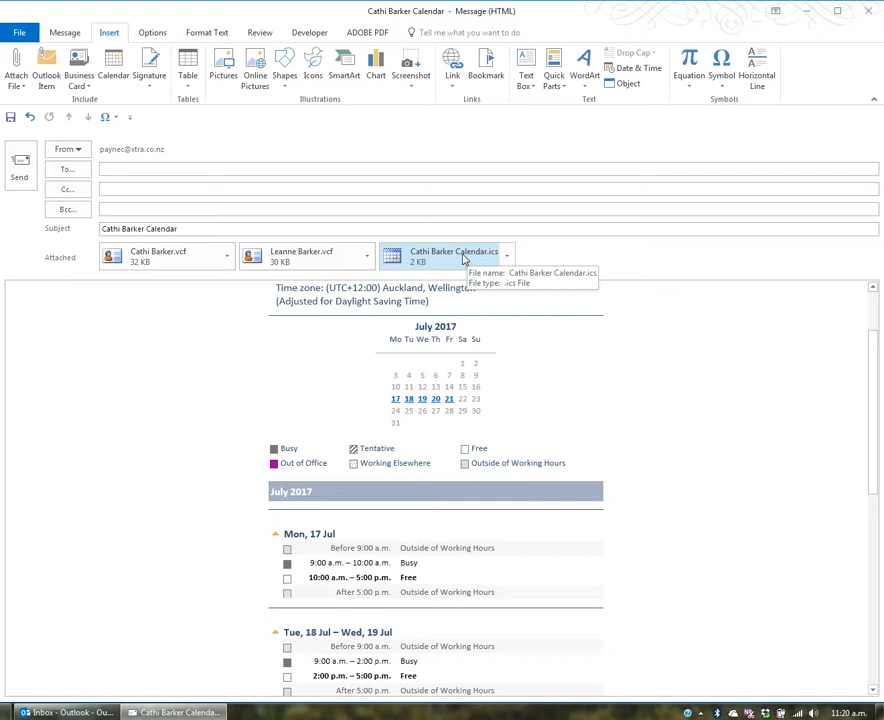 Cathi Barker Calendar - Message (HTML)
File Message Insert Options Format Text Review Developer ADOBE PDF Tell me what you want to do
Attach File Outlook Item Business Card Calendar Signature Table Pictures Online Pictures Shapes Icons SmartArt Chart Screenshot Link Bookmark Text Box Quick Parts WordArt Drop Cap Date & Time Object Equation Symbol Horizontal Line
Include Tables Illustrations Links Text Symbols
From paynec@xtra.co.nz
To...
Cc...
Bcc...
Send
Subject Cathi Barker Calendar
Attached Cathi Barker.vcf 32 KB Leanne Barker.vcf 30 KB Cathi Barker Calendar.ics 2 KB
File name: Cathi Barker Calendar.ics
File type: .ics File
Time zone: (UTC+12:00) Auckland, Wellington
(Adjusted for Daylight Saving Time)
July 2017
Mo Tu We Th Fr Sa Su
1 2
3 4 5 6 7 8 9
10 11 12 13 14 15 16
17 18 19 20 21 22 23
24 25 26 27 28 29 30
31
Busy Tentative Free
Out of Office Working Elsewhere Outside of Working Hours
July 2017
Mon, 17 Jul
Before 9:00 a.m. Outside of Working Hours
9:00 a.m. – 10:00 a.m. Busy
10:00 a.m. – 5:00 p.m. Free
After 5:00 p.m. Outside of Working Hours
Tue, 18 Jul – Wed, 19 Jul
Before 9:00 a.m. Outside of Working Hours
9:00 a.m. – 2:00 p.m. Busy
2:00 p.m. – 5:00 p.m. Free
After 5:00 p.m. Outside of Working Hours
Inbox - Outlook - Ou... Cathi Barker Calenda... 11:20 a.m.